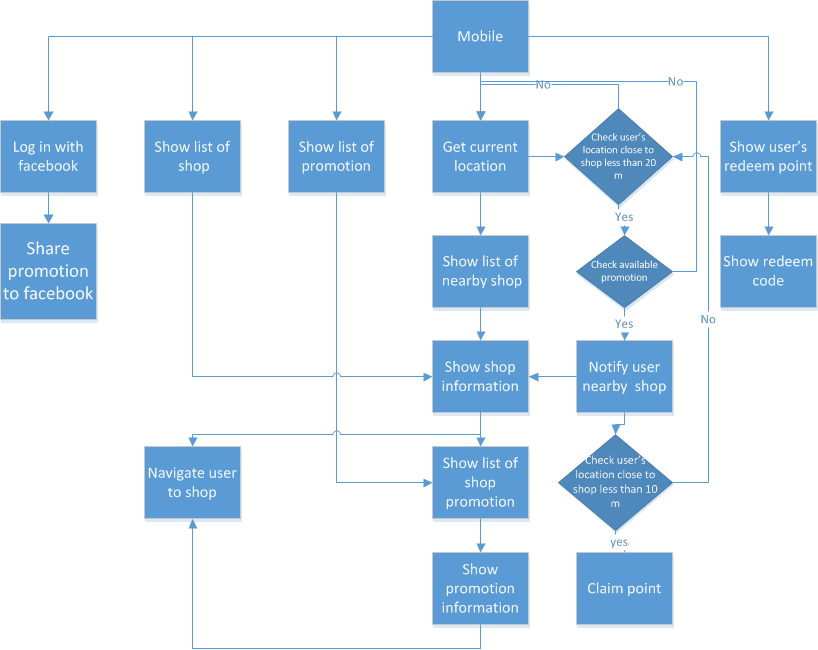 Mobile
No
No
Log in with
facebook
Show list of
shop
Show list of
promotion
Get current
location
Check user's
location close to
shop less than 20
m
Show user's
redeem point
Yes
Share
promotion
to facebook
Show list of
nearby shop
Check available
promotion
Show redeem
code
Yes
No
Show shop
information
Notify user
nearby shop
Navigate user
to shop
Show list of
shop
promotion
Check user's
location close to
shop less than 10
m
yes
Show
promotion
information
Claim point